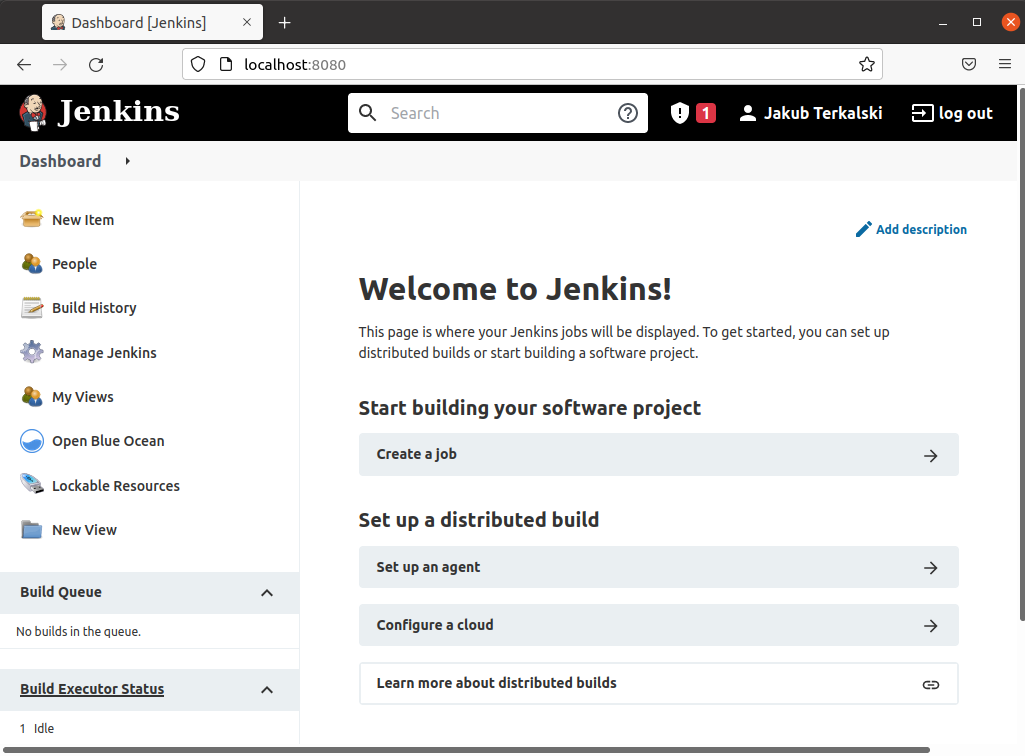 Dashboard [Jenkins]
localhost:8080
Jenkins
Search
1
Jakub Terkalski
log out
Dashboard
New Item
People
Build History
Manage Jenkins
My Views
Open Blue Ocean
Lockable Resources
New View
Build Queue
No builds in the queue.
Build Executor Status
1 Idle
Add description
Welcome to Jenkins!
This page is where your Jenkins jobs will be displayed. To get started, you can set up
distributed builds or start building a software project.
Start building your software project
Create a job
Set up a distributed build
Set up an agent
Configure a cloud
Learn more about distributed builds